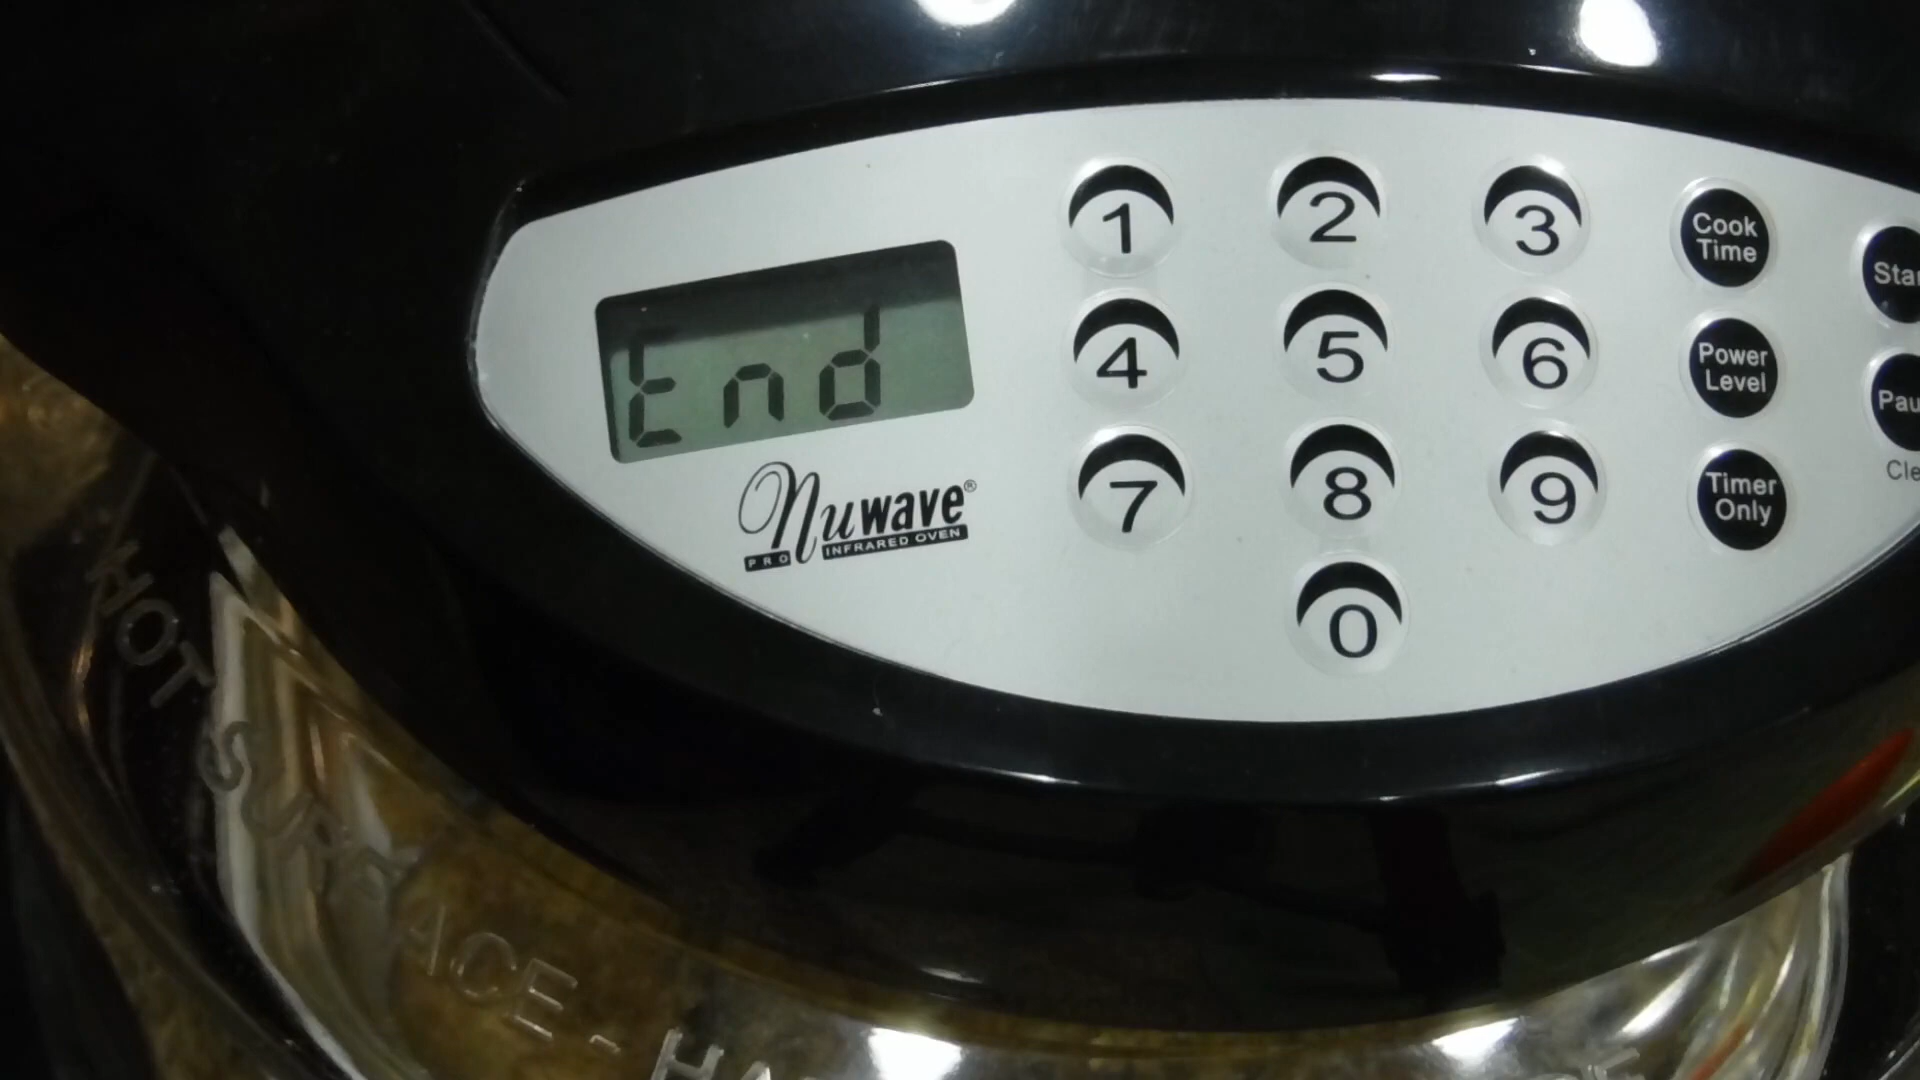 End
Nuwave®
PRO INFRARED OVEN
1 2 3
4 5 6
7 8 9
0
Cook
Time
Power
Level
Timer
Only
HOT SURFACE - HA